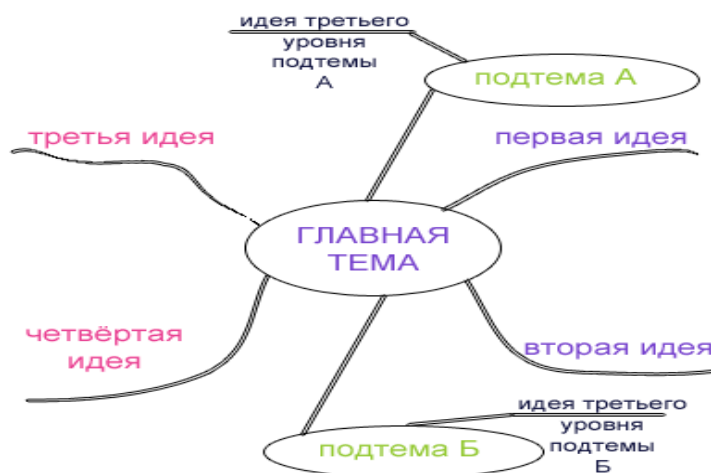 идея третьего
уровня
подтемы
А
подтема А
третья идея
первая идея
ГЛАВНАЯ
ТЕМА
четвёртая
идея
вторая идея
идея третьего
уровня
подтемы
Б
подтема Б